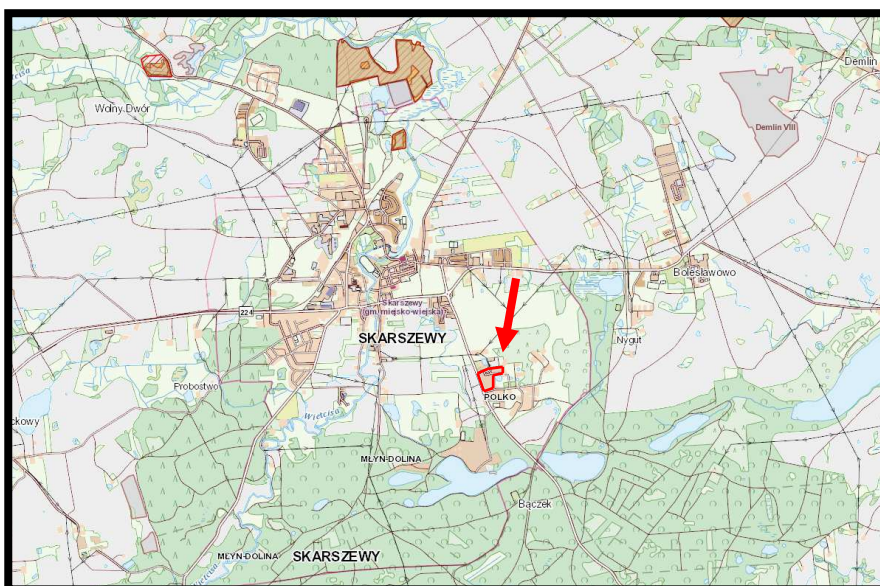 Demlin
Wolny Dwór
Demlin VIII
Bolesławowo
Skarszewy
(gm. miejsko-wiejska)
224
SKARSZEWY
Nygut
Probostwo
POLKO
Wietcisa
ckowy
MŁYN-DOLINA
Bączek
MŁYN-DOLINA
SKARSZEWY